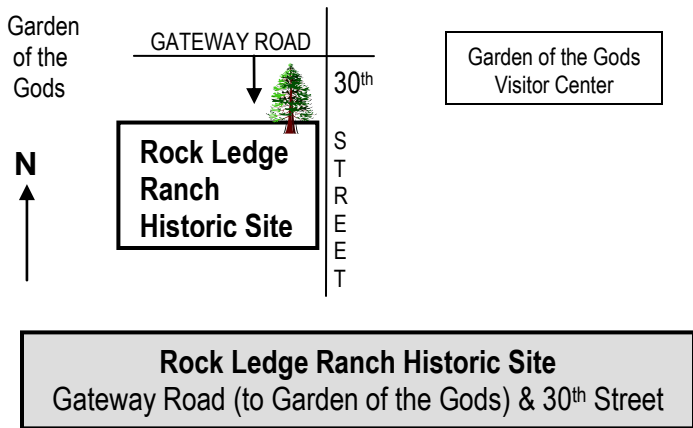 Garden
of the
Gods
GATEWAY ROAD
30th
STREET
Garden of the Gods
Visitor Center
N
Rock Ledge
Ranch
Historic Site
Rock Ledge Ranch Historic Site
Gateway Road (to Garden of the Gods) & 30th Street